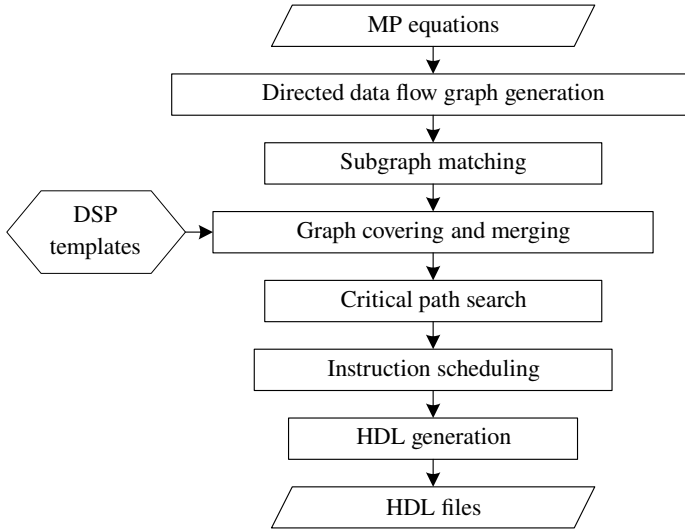 MP equations
Directed data flow graph generation
Subgraph matching
DSP
templates
Graph covering and merging
Critical path search
Instruction scheduling
HDL generation
HDL files